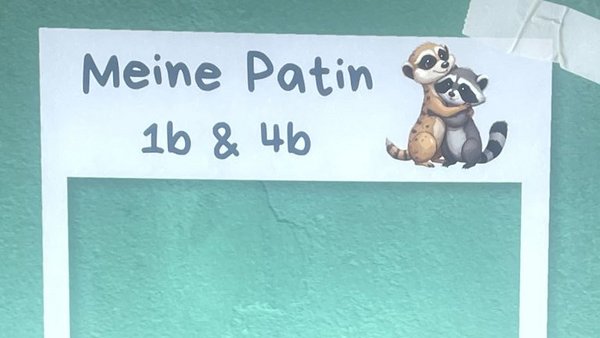 Meine Patin
1b & 4b